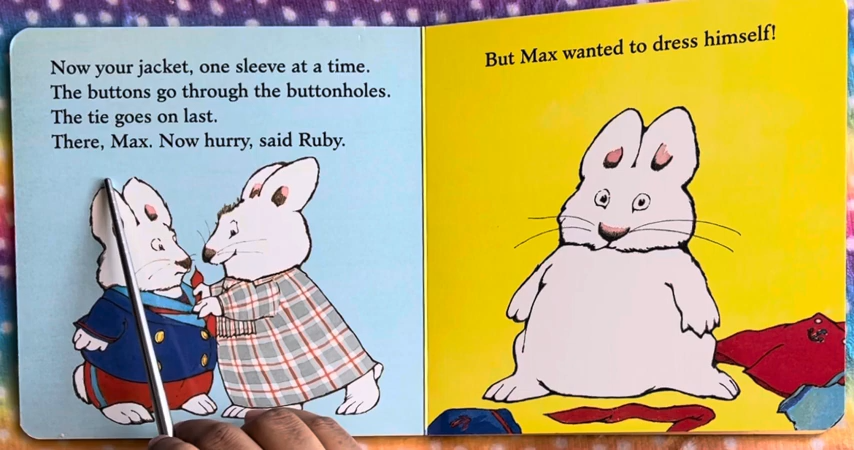 Now your jacket, one sleeve at a time.
The buttons go through the buttonholes.
The tie goes on last.
There, Max. Now hurry, said Ruby.
But Max wanted to dress himself!